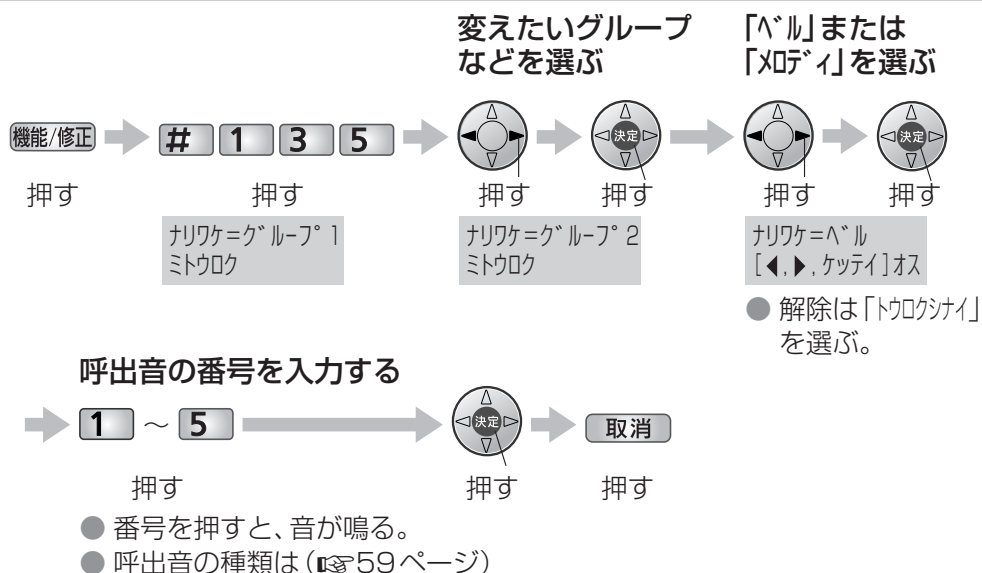 変えたいグループ
などを選ぶ
「ﾍﾞﾙ」または
「ﾒﾛﾃﾞｨ」を選ぶ
機能/修正 # 1 3 5 決定 決定
押す 押す 押す 押す 押す 押す
ﾅﾘﾜｹ=ｸﾞﾙｰﾌﾟ1
ﾐﾄｳﾛｸ
ﾅﾘﾜｹ=ｸﾞﾙｰﾌﾟ2
ﾐﾄｳﾛｸ
ﾅﾘﾜｹ=ﾍﾞﾙ
[◀,▶,ｹｯﾃｲ]ｵｽ
● 解除は「ﾄｳﾛｸｼﾅｲ」
を選ぶ。
呼出音の番号を入力する
1 ～ 5 決定 取消
押す 押す 押す
● 番号を押すと、音が鳴る。
● 呼出音の種類は(☞59ページ)